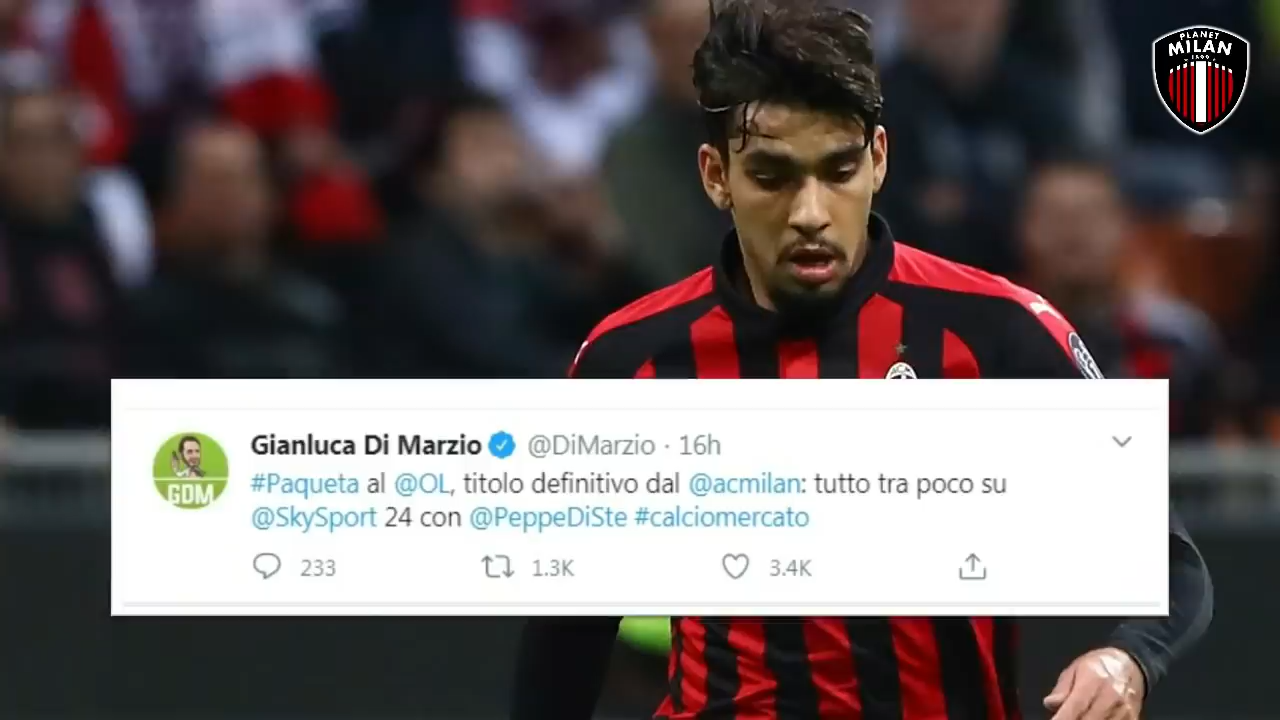 PLANET
MILAN
1899
Gianluca Di Marzio @DiMarzio · 16h
#Paqueta al @OL, titolo definitivo dal @acmilan: tutto tra poco su
@SkySport 24 con @PeppeDiSte #calciomercato
GDM
233 1.3K 3.4K